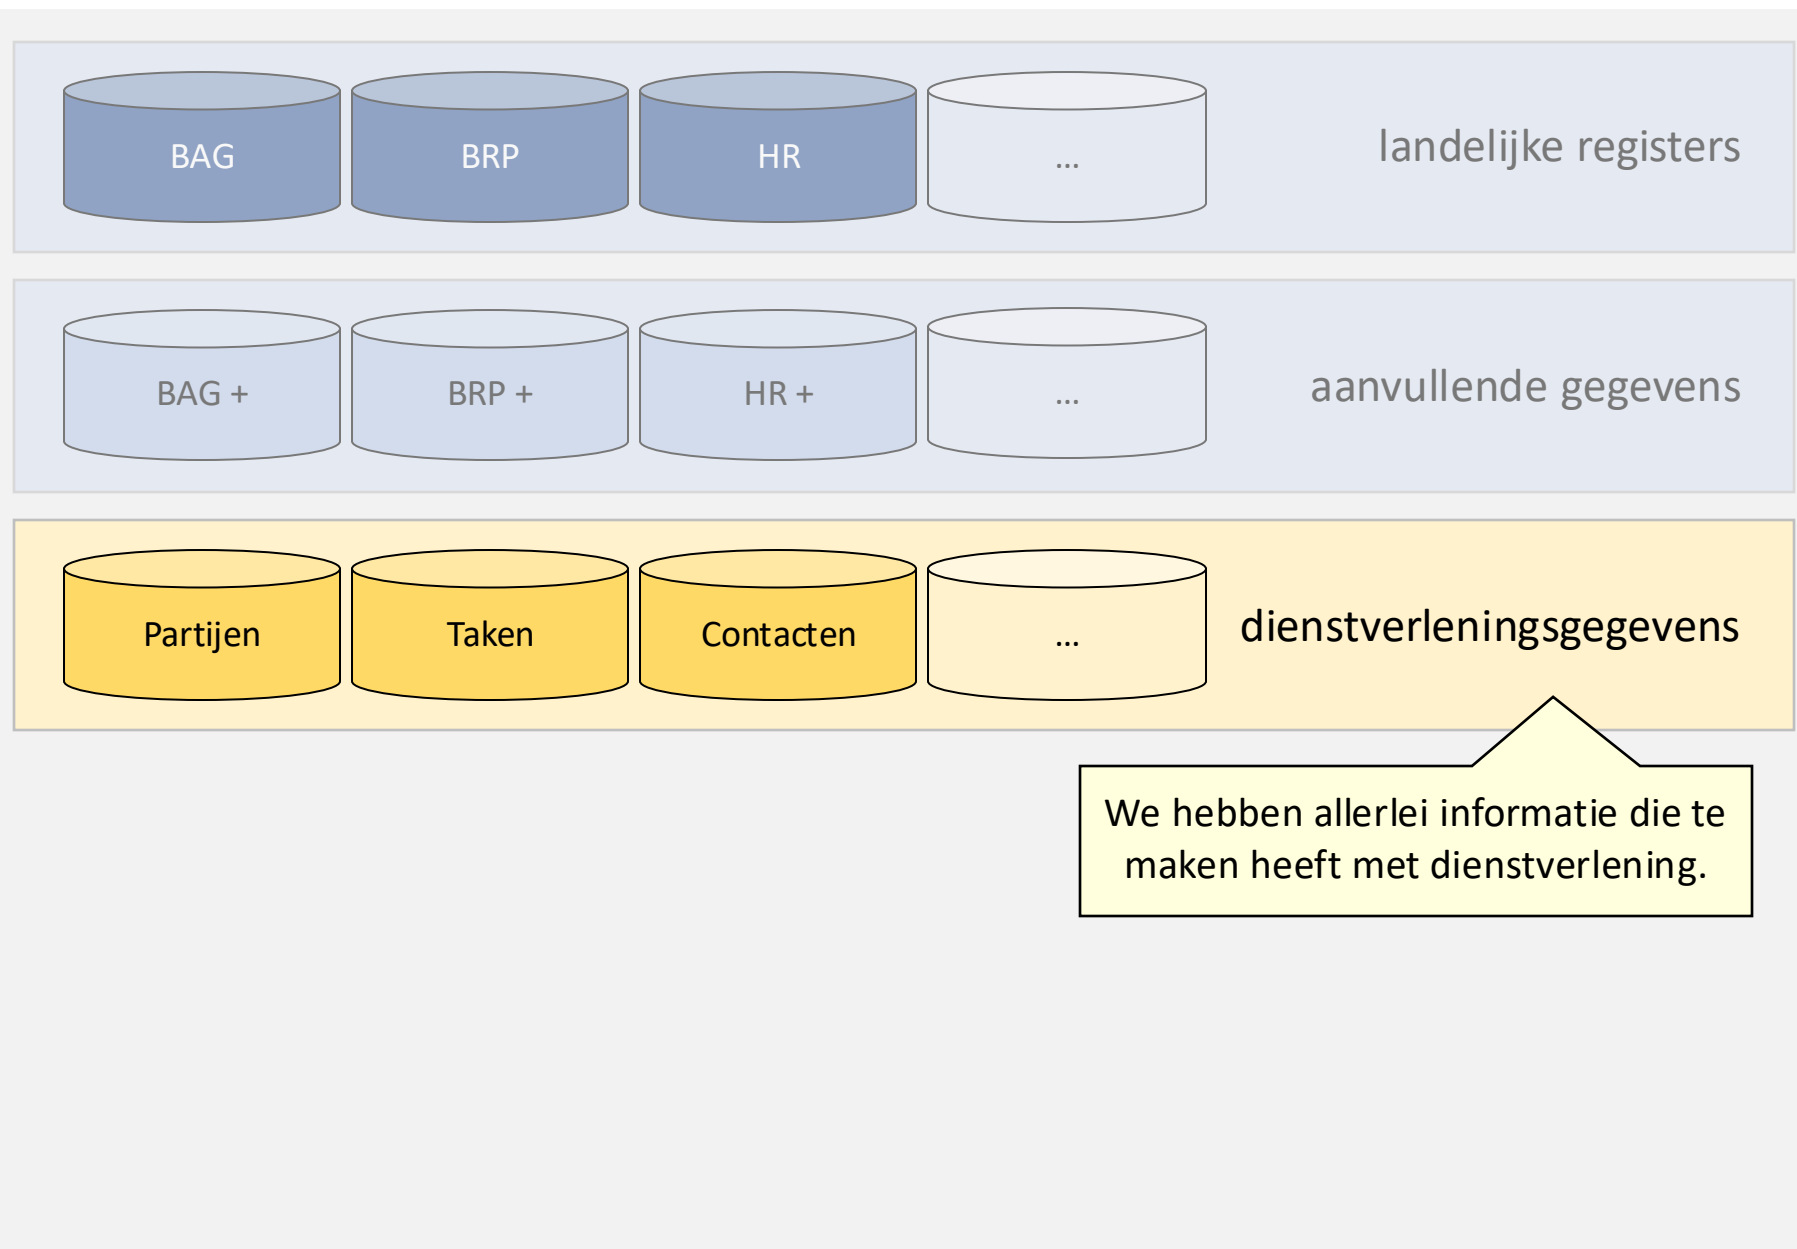 BAG BRP HR ... landelijke registers
BAG + BRP + HR + ... aanvullende gegevens
Partijen Taken Contacten ... dienstverleningsgegevens
We hebben allerlei informatie die te
maken heeft met dienstverlening.